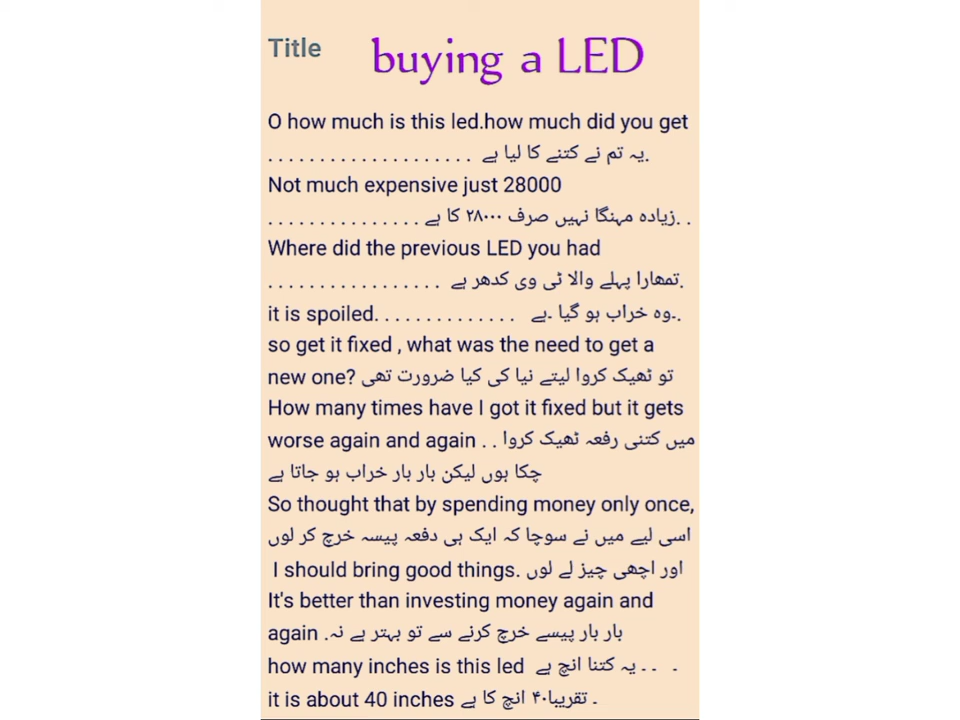 Title buying a LED
O how much is this led.how much did you get
. . . . . . . . . . . . . . . . . . . . یہ تم نے کتنے کا لیا ہے.
Not much expensive just 28000
. . . . . . . . . . . . . . . زیادہ مہنگا نہیں صرف ۲۸۰۰۰ کا ہے. .
Where did the previous LED you had
. . . . . . . . . . . . . . . . . تمھارا پہلے والا ٹی وی کدھر ہے.
it is spoiled. . . . . . . . . . . . . . وہ خراب ہو گیا ۔ہے۔.
so get it fixed , what was the need to get a
new one? تو ٹھیک کروا لیتے نیا کی کیا ضرورت تھی
How many times have I got it fixed but it gets
worse again and again . . میں کتنی رفعہ ٹھیک کروا
چکا ہوں لیکن بار بار خراب ہو جاتا ہے
So thought that by spending money only once,
اسی لیے میں نے سوچا کہ ایک ہی دفعہ پیسہ خرچ کر لوں
I should bring good things. اور اچھی چیز لے لوں
It's better than investing money again and
again .بار بار پیسے خرچ کرنے سے تو بہتر ہے نہ
how many inches is this led یہ کتنا انچ ہے ۔ ۔ ۔ ۔
it is about 40 inches تقریبا۴۰ انچ کا ہے ۔